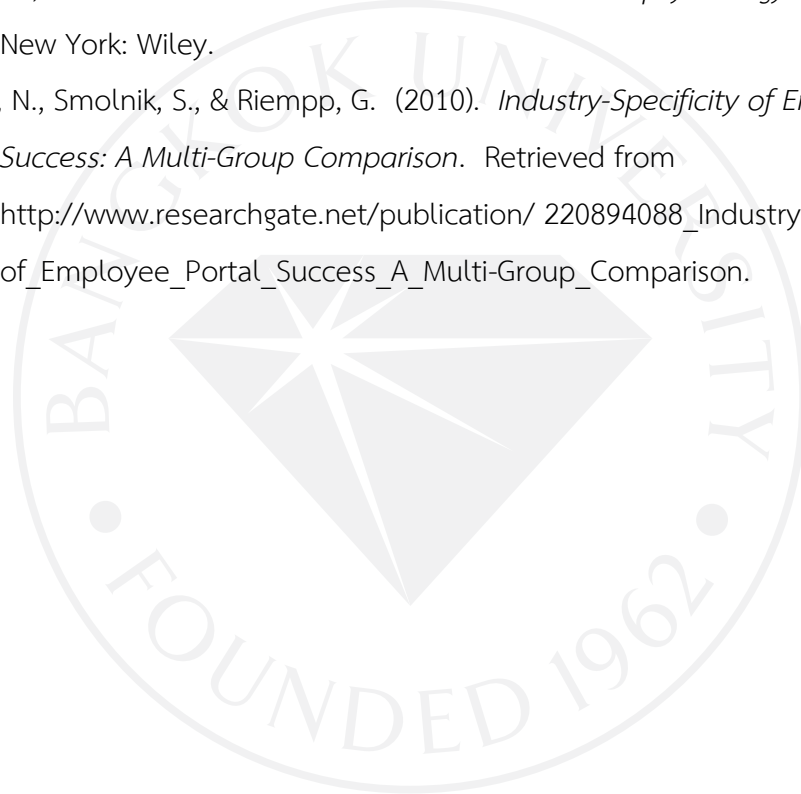 New York: Wiley.
, N., Smolnik, S., & Riempp, G. (2010). Industry-Specificity of
Success: A Multi-Group Comparison. Retrieved from
http://www.researchgate.net/publication/ 220894088_Industry
of_Employee_Portal_Success_A_Multi-Group_Comparison.
BANGKOK UNIVERSITY
FOUNDED 1962